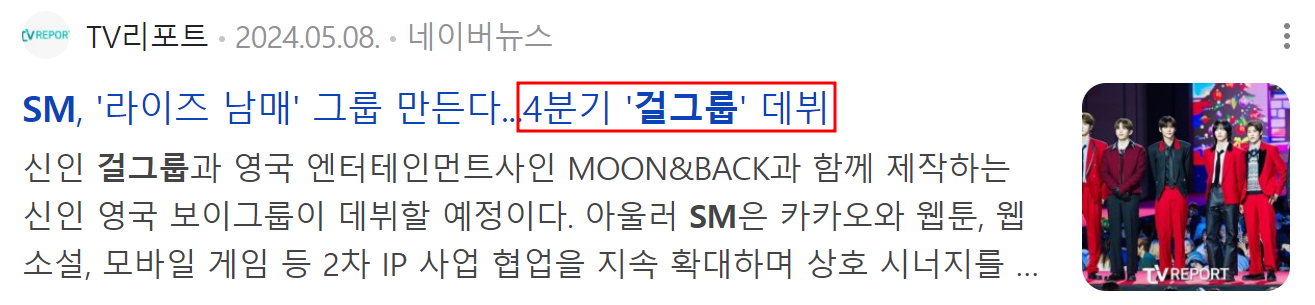 TV REPORT
TV리포트 • 2024.05.08. • 네이버뉴스
SM, '라이즈 남매' 그룹 만든다...4분기 '걸그룹' 데뷔
신인 걸그룹과 영국 엔터테인먼트사인 MOON&BACK과 함께 제작하는
신인 영국 보이그룹이 데뷔할 예정이다. 아울러 SM은 카카오와 웹툰, 웹
소설, 모바일 게임 등 2차 IP 사업 협업을 지속 확대하며 상호 시너지를 ...
TV REPORT